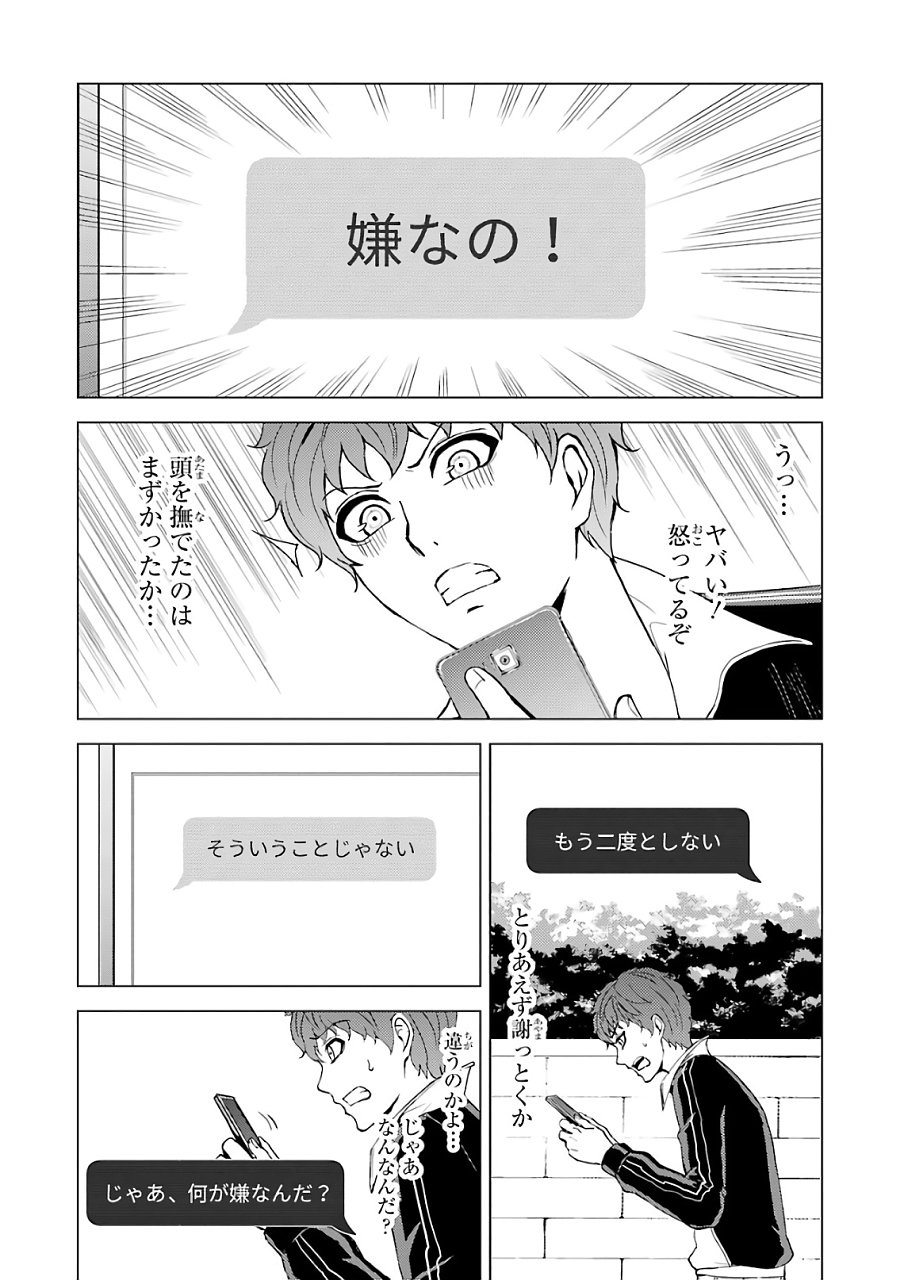 嫌なの！
うっ…
ヤバい！
怒ってるぞ
頭を撫でたのは
まずかったか…
もう二度としない
とりあえず謝っとくか
そういうことじゃない
違うのかよ…
じゃあ
なんなんだ？
じゃあ、何が嫌なんだ？